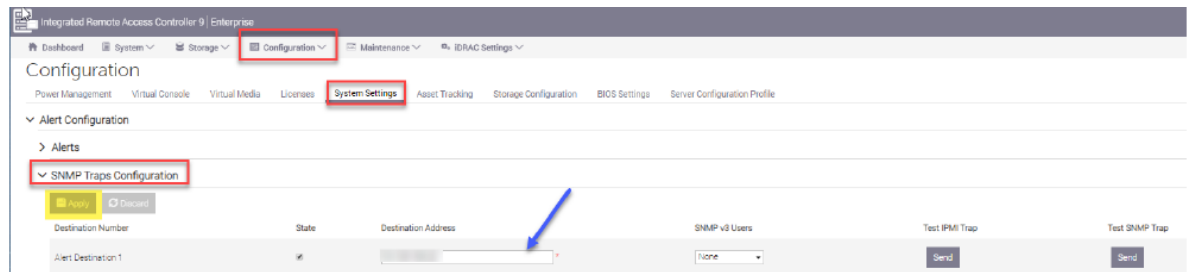 Integrated Remote Access Controller 9 | Enterprise
Dashboard System Storage Configuration Maintenance iDRAC Settings
Configuration
Power Management Virtual Console Virtual Media Licenses System Settings Asset Tracking Storage Configuration BIOS Settings Server Configuration Profile
Alert Configuration
Alerts
SNMP Traps Configuration
Apply Discard
Destination Number State Destination Address SNMP v3 Users Test IPMI Trap Test SNMP Trap
Alert Destination 1 * None Send Send